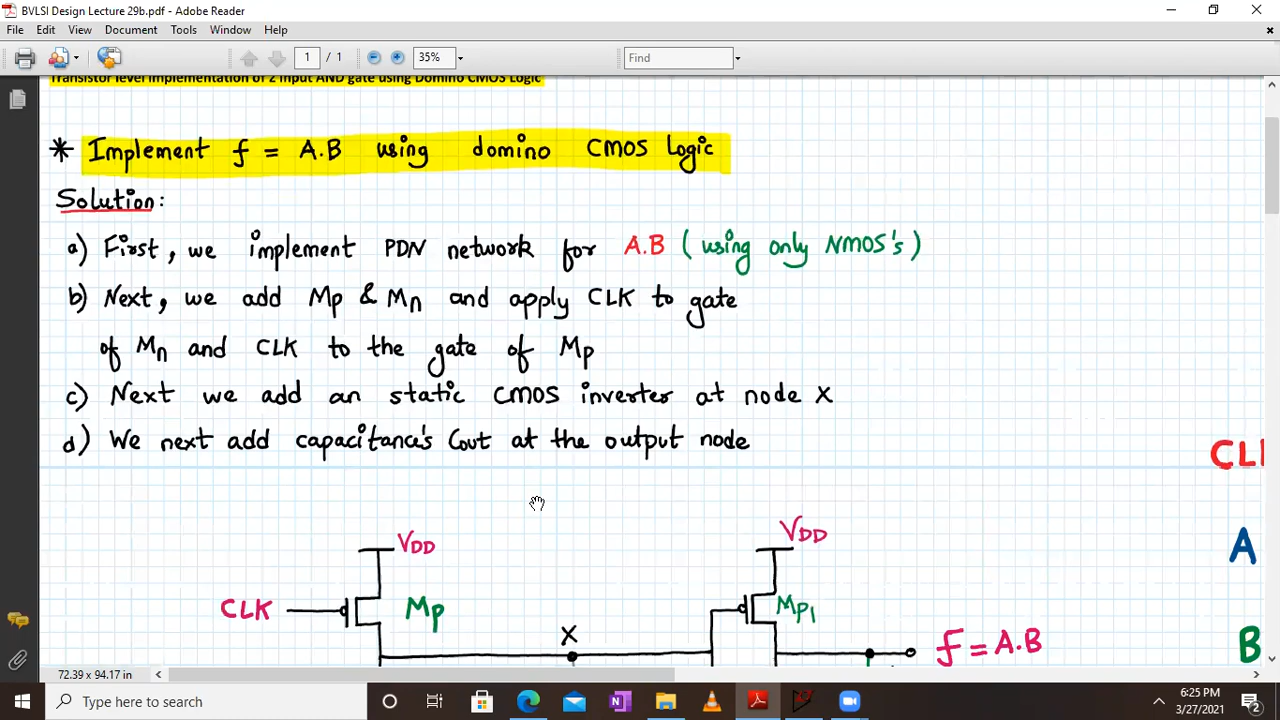 BVLSI Design Lecture 29b.pdf - Adobe Reader
File Edit View Document Tools Window Help
1 / 1 35% Find
Transistor level Implementation of 2 input AND gate using Domino CMOS Logic
* Implement f = A.B using domino CMOS logic
Solution:
a) First, we implement PDN network for A.B (using only NMOS's)
b) Next, we add Mp & Mn and apply CLK to gate
of Mn and CLK to the gate of Mp
c) Next we add an static CMOS inverter at node X
d) We next add capacitance's Cout at the output node
CL
VDD
VDD
A
CLK
Mp
Mp1
X
f = A.B
B
72.39 x 94.17 in
Type here to search
6:25 PM
3/27/2021
2